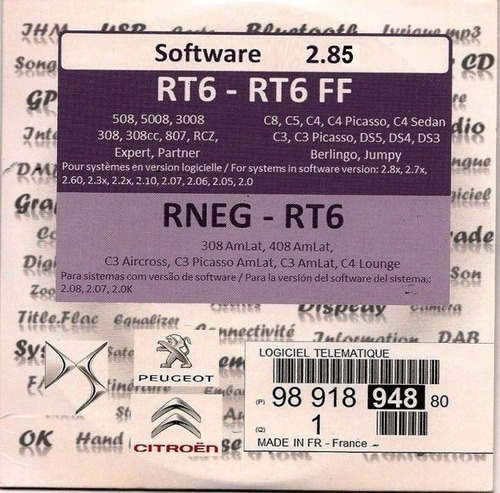 IHM USB Carte Bluetooth lyrique mp3
Song CD
Software 2.85
RT6 - RT6 FF
508, 5008, 3008
308, 308cc, 807, RCZ,
Expert, Partner
C8, C5, C4, C4 Picasso, C4 Sedan
C3, C3 Picasso, DS5, DS4, DS3
Berlingo, Jumpy
Pour systèmes en version logicielle / For systems in software version: 2.8x, 2.7x,
2.60, 2.3x, 2.2x, 2.10, 2.07, 2.06, 2.05, 2.0
RNEG - RT6
308 AmLat, 408 AmLat,
C3 Aircross, C3 Picasso AmLat, C3 AmLat, C4 Lounge
Para sistemas com versão de software / Para la versión del software del sistema.:
2.08, 2.07, 2.0K
Display Camera
Title.Flac Equalizer
Connectivité Information DAB
PEUGEOT
CITROËN
LOGICIEL TELEMATIQUE
(P) 98 918 948 80
(Q) 1
MADE IN FR - France
OK Hand